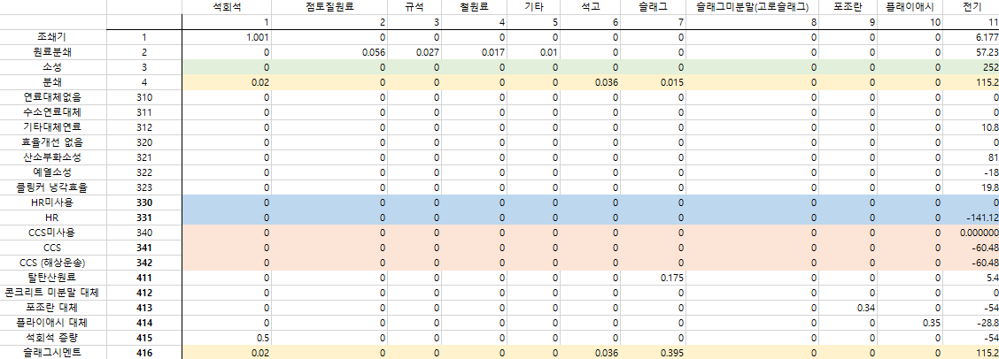 석회석 점토질원료 규석 철원료 기타 석고 슬래그 슬래그미분말(고로슬래그) 포조란 플래이애시 전기
1 2 3 4 5 6 7 8 9 10 11
조쇄기 1 1.001 0 0 0 0 0 0 0 0 0 6.177
원료분쇄 2 0 0.056 0.027 0.017 0.01 0 0 0 0 0 57.23
소성 3 0 0 0 0 0 0 0 0 0 0 252
분쇄 4 0.02 0 0 0 0 0.036 0.015 0 0 0 115.2
연료대체없음 310 0 0 0 0 0 0 0 0 0 0 0
수소연료대체 311 0 0 0 0 0 0 0 0 0 0 0
기타대체연료 312 0 0 0 0 0 0 0 0 0 0 10.8
효율개선 없음 320 0 0 0 0 0 0 0 0 0 0 0
산소부화소성 321 0 0 0 0 0 0 0 0 0 0 81
예열소성 322 0 0 0 0 0 0 0 0 0 0 -18
클링커 냉각효율 323 0 0 0 0 0 0 0 0 0 0 19.8
HR미사용 330 0 0 0 0 0 0 0 0 0 0 0
HR 331 0 0 0 0 0 0 0 0 0 0 -141.12
CCS미사용 340 0 0 0 0 0 0 0 0 0 0 0.000000
CCS 341 0 0 0 0 0 0 0 0 0 0 -60.48
CCS (해상운송) 342 0 0 0 0 0 0 0 0 0 0 -60.48
탈탄산원료 411 0 0 0 0 0 0 0.175 0 0 0 5.4
콘크리트 미분말 대체 412 0 0 0 0 0 0 0 0 0 0 0
포조란 대체 413 0 0 0 0 0 0 0 0 0.34 0 -54
플라이애시 대체 414 0 0 0 0 0 0 0 0 0 0.35 -28.8
석회석 증량 415 0.5 0 0 0 0 0 0 0 0 0 -54
슬래그시멘트 416 0.02 0 0 0 0 0.036 0.395 0 0 0 115.2